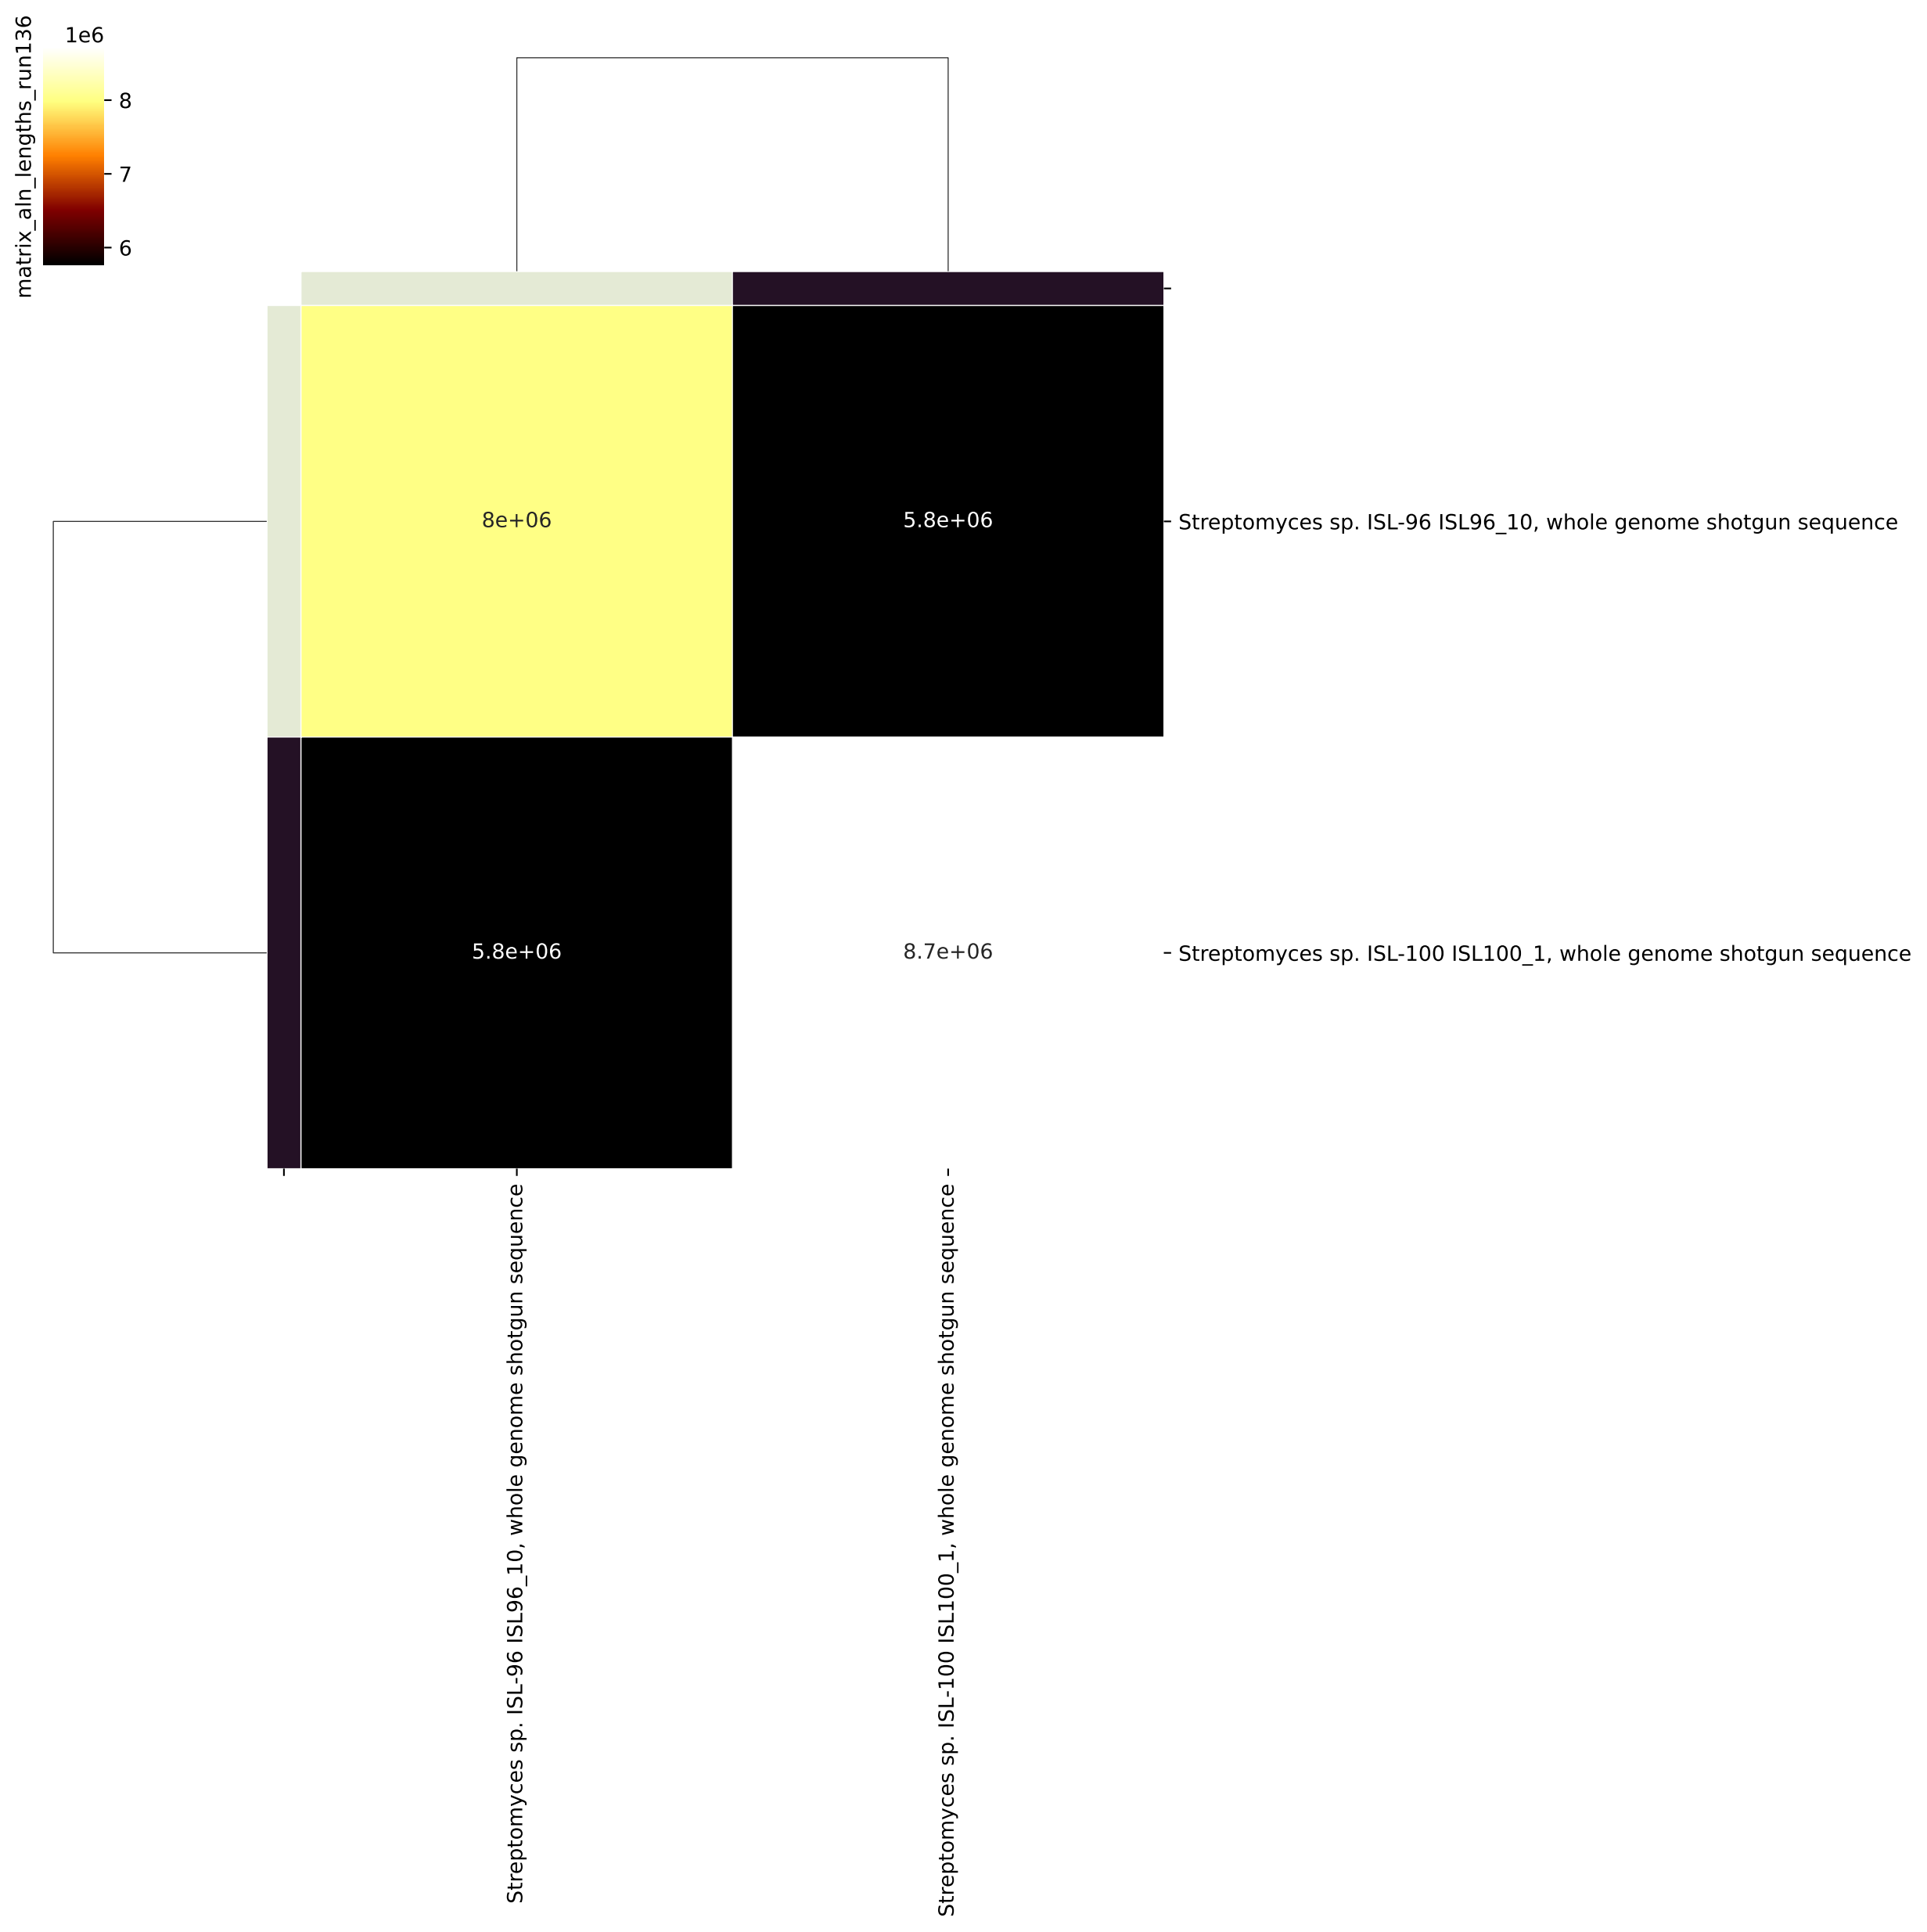 matrix_aln_lengths_run136
1e6
8
7
6
8e+06
5.8e+06
Streptomyces sp. ISL-96 ISL96_10, whole genome shotgun sequence
5.8e+06
8.7e+06
Streptomyces sp. ISL-100 ISL100_1, whole genome shotgun sequence
Streptomyces sp. ISL-96 ISL96_10, whole genome shotgun sequence
Streptomyces sp. ISL-100 ISL100_1, whole genome shotgun sequence